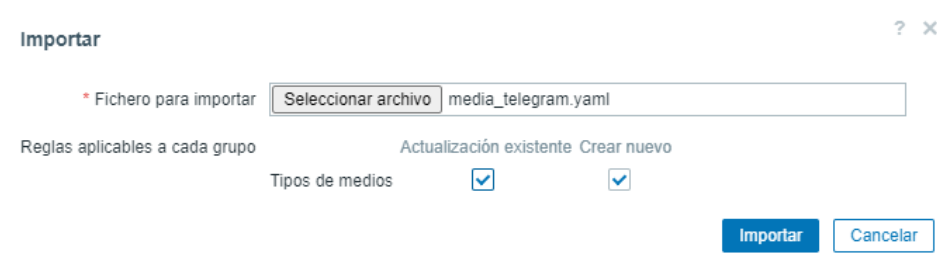 Importar
? ×
* Fichero para importar Seleccionar archivo media_telegram.yaml
Reglas aplicables a cada grupo Actualización existente Crear nuevo
Tipos de medios
Importar Cancelar